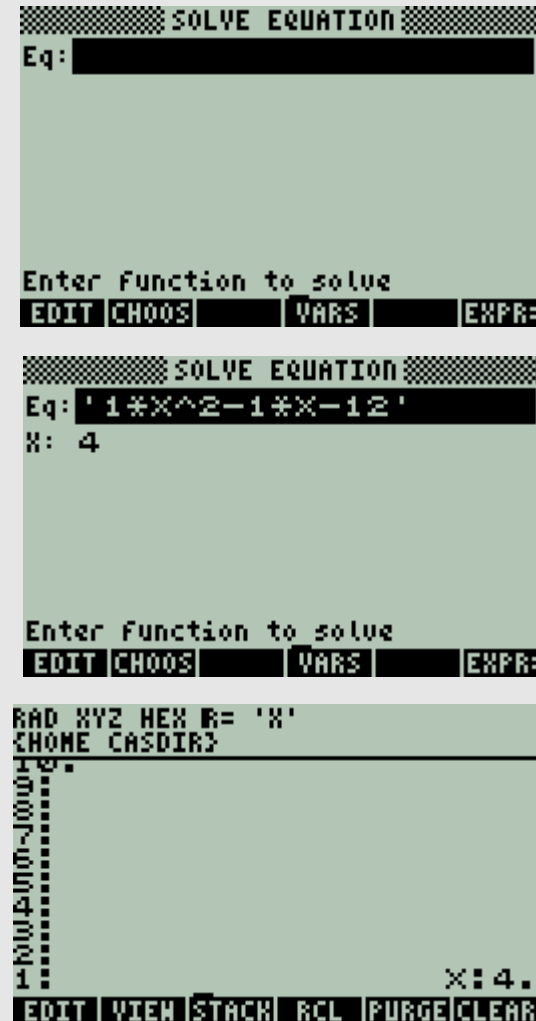 SOLVE EQUATION
Eq:
Enter function to solve
EDIT CHOOS VARS EXPR=
SOLVE EQUATION
Eq: '1*X^2-1*X-12'
X: 4
Enter function to solve
EDIT CHOOS VARS EXPR=
RAD XYZ HEX R= 'X'
{HOME CASDIR}
10:
9:
8:
7:
6:
5:
4:
3:
2:
1: X:4.
EDIT VIEW STACK RCL PURGE CLEAR